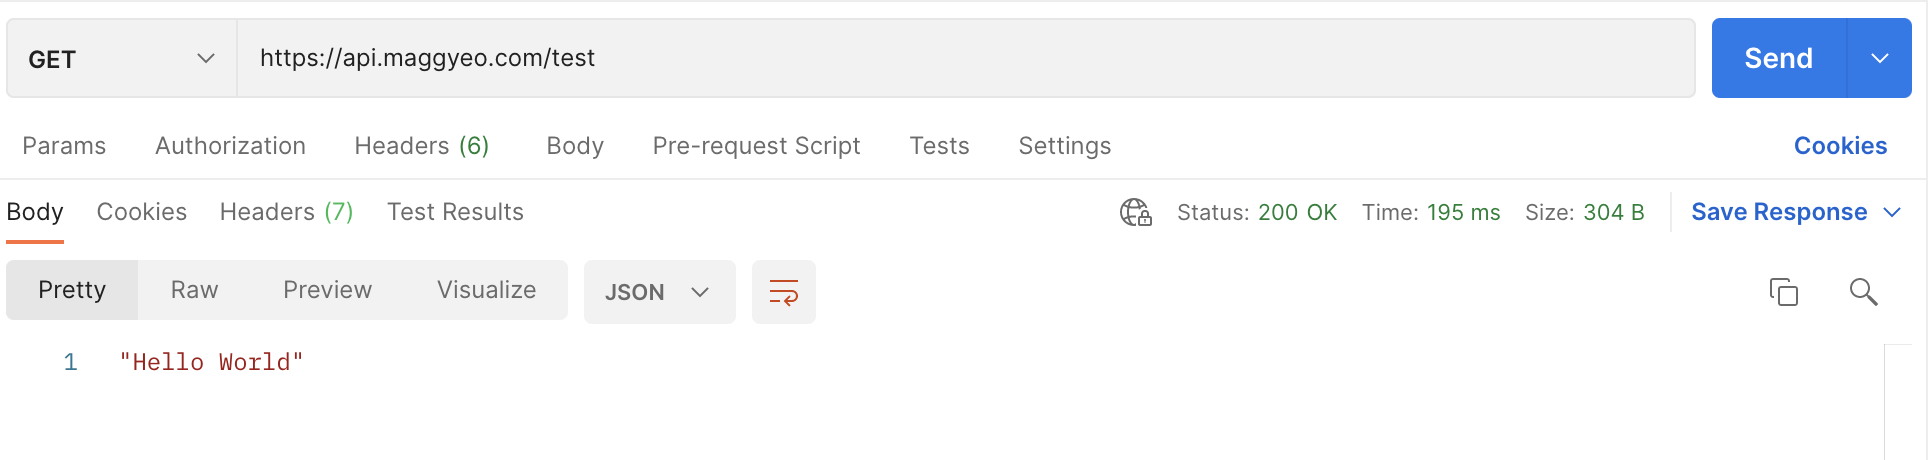 GET https://api.maggyeo.com/test Send
Params Authorization Headers (6) Body Pre-request Script Tests Settings Cookies
Body Cookies Headers (7) Test Results Status: 200 OK Time: 195 ms Size: 304 B Save Response
Pretty Raw Preview Visualize JSON
1 "Hello World"